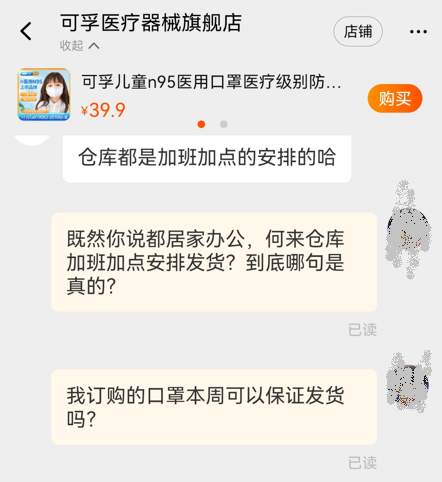 可孚医疗器械旗舰店
收起
店铺
可孚儿童n95医用口罩医疗级别防...
¥39.9
购买
仓库都是加班加点的安排的哈
既然你说都居家办公，何来仓库
加班加点安排发货？到底哪句是
真的？
已读
我订购的口罩本周可以保证发货
吗？
已读